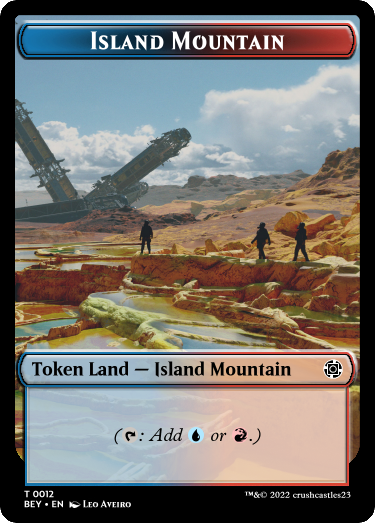 Island Mountain
Token Land — Island Mountain
(: Add or .)
T 0012
BEY • EN Leo Aveiro
™&© 2022 crushcastles23